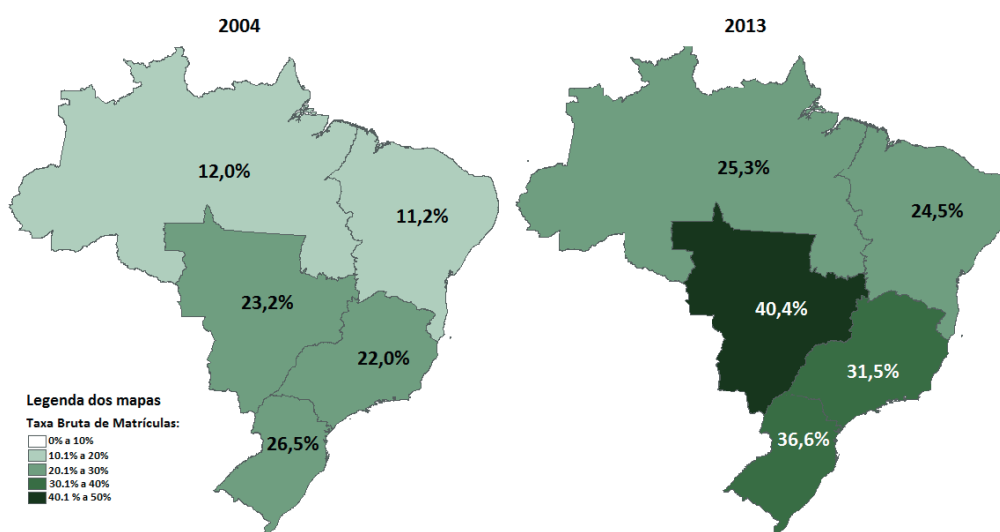 2004
12,0%
11,2%
23,2%
22,0%
26,5%
2013
25,3%
24,5%
40,4%
31,5%
36,6%
Legenda dos mapas
Taxa Bruta de Matrículas:
0% a 10%
10.1% a 20%
20.1% a 30%
30.1% a 40%
40.1 % a 50%